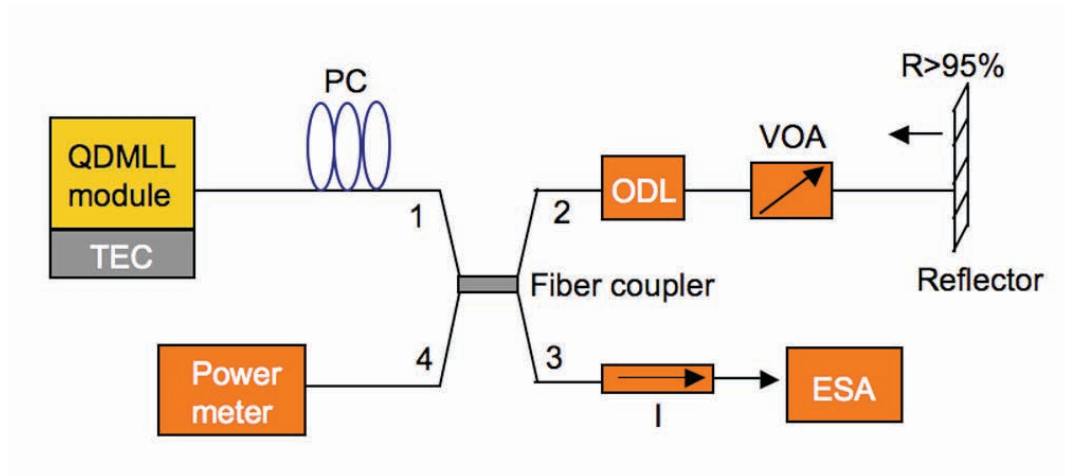 PC
R>95%
QDMLL
module
VOA
ODL
1
2
TEC
Fiber coupler
Reflector
4
3
Power
meter
ESA
I